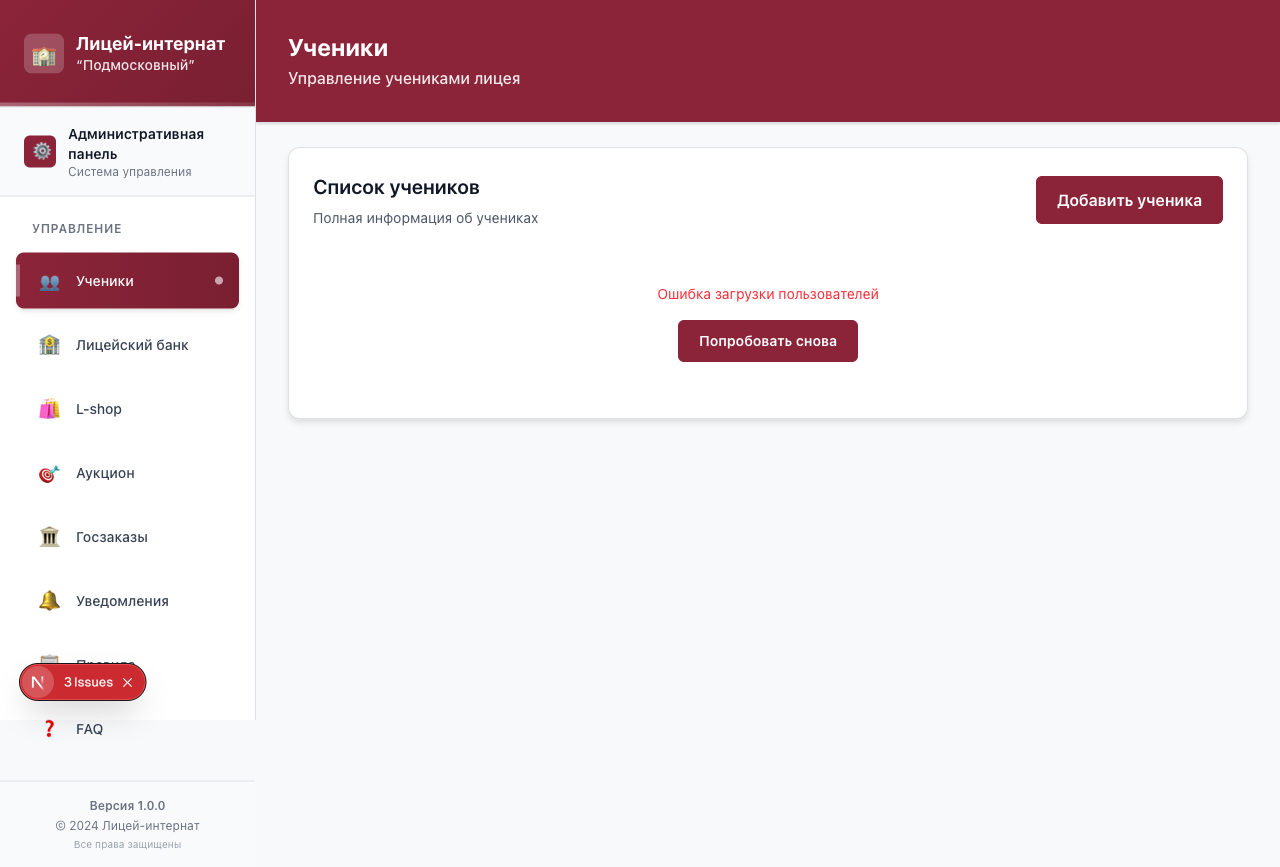 Лицей-интернат
“Подмосковный”
Административная
панель
Система управления
УПРАВЛЕНИЕ
Ученики
Лицейский банк
L-shop
Аукцион
Госзаказы
Уведомления
3 Issues
FAQ
Версия 1.0.0
© 2024 Лицей-интернат
Все права защищены
Ученики
Управление учениками лицея
Список учеников
Полная информация об учениках
Добавить ученика
Ошибка загрузки пользователей
Попробовать снова